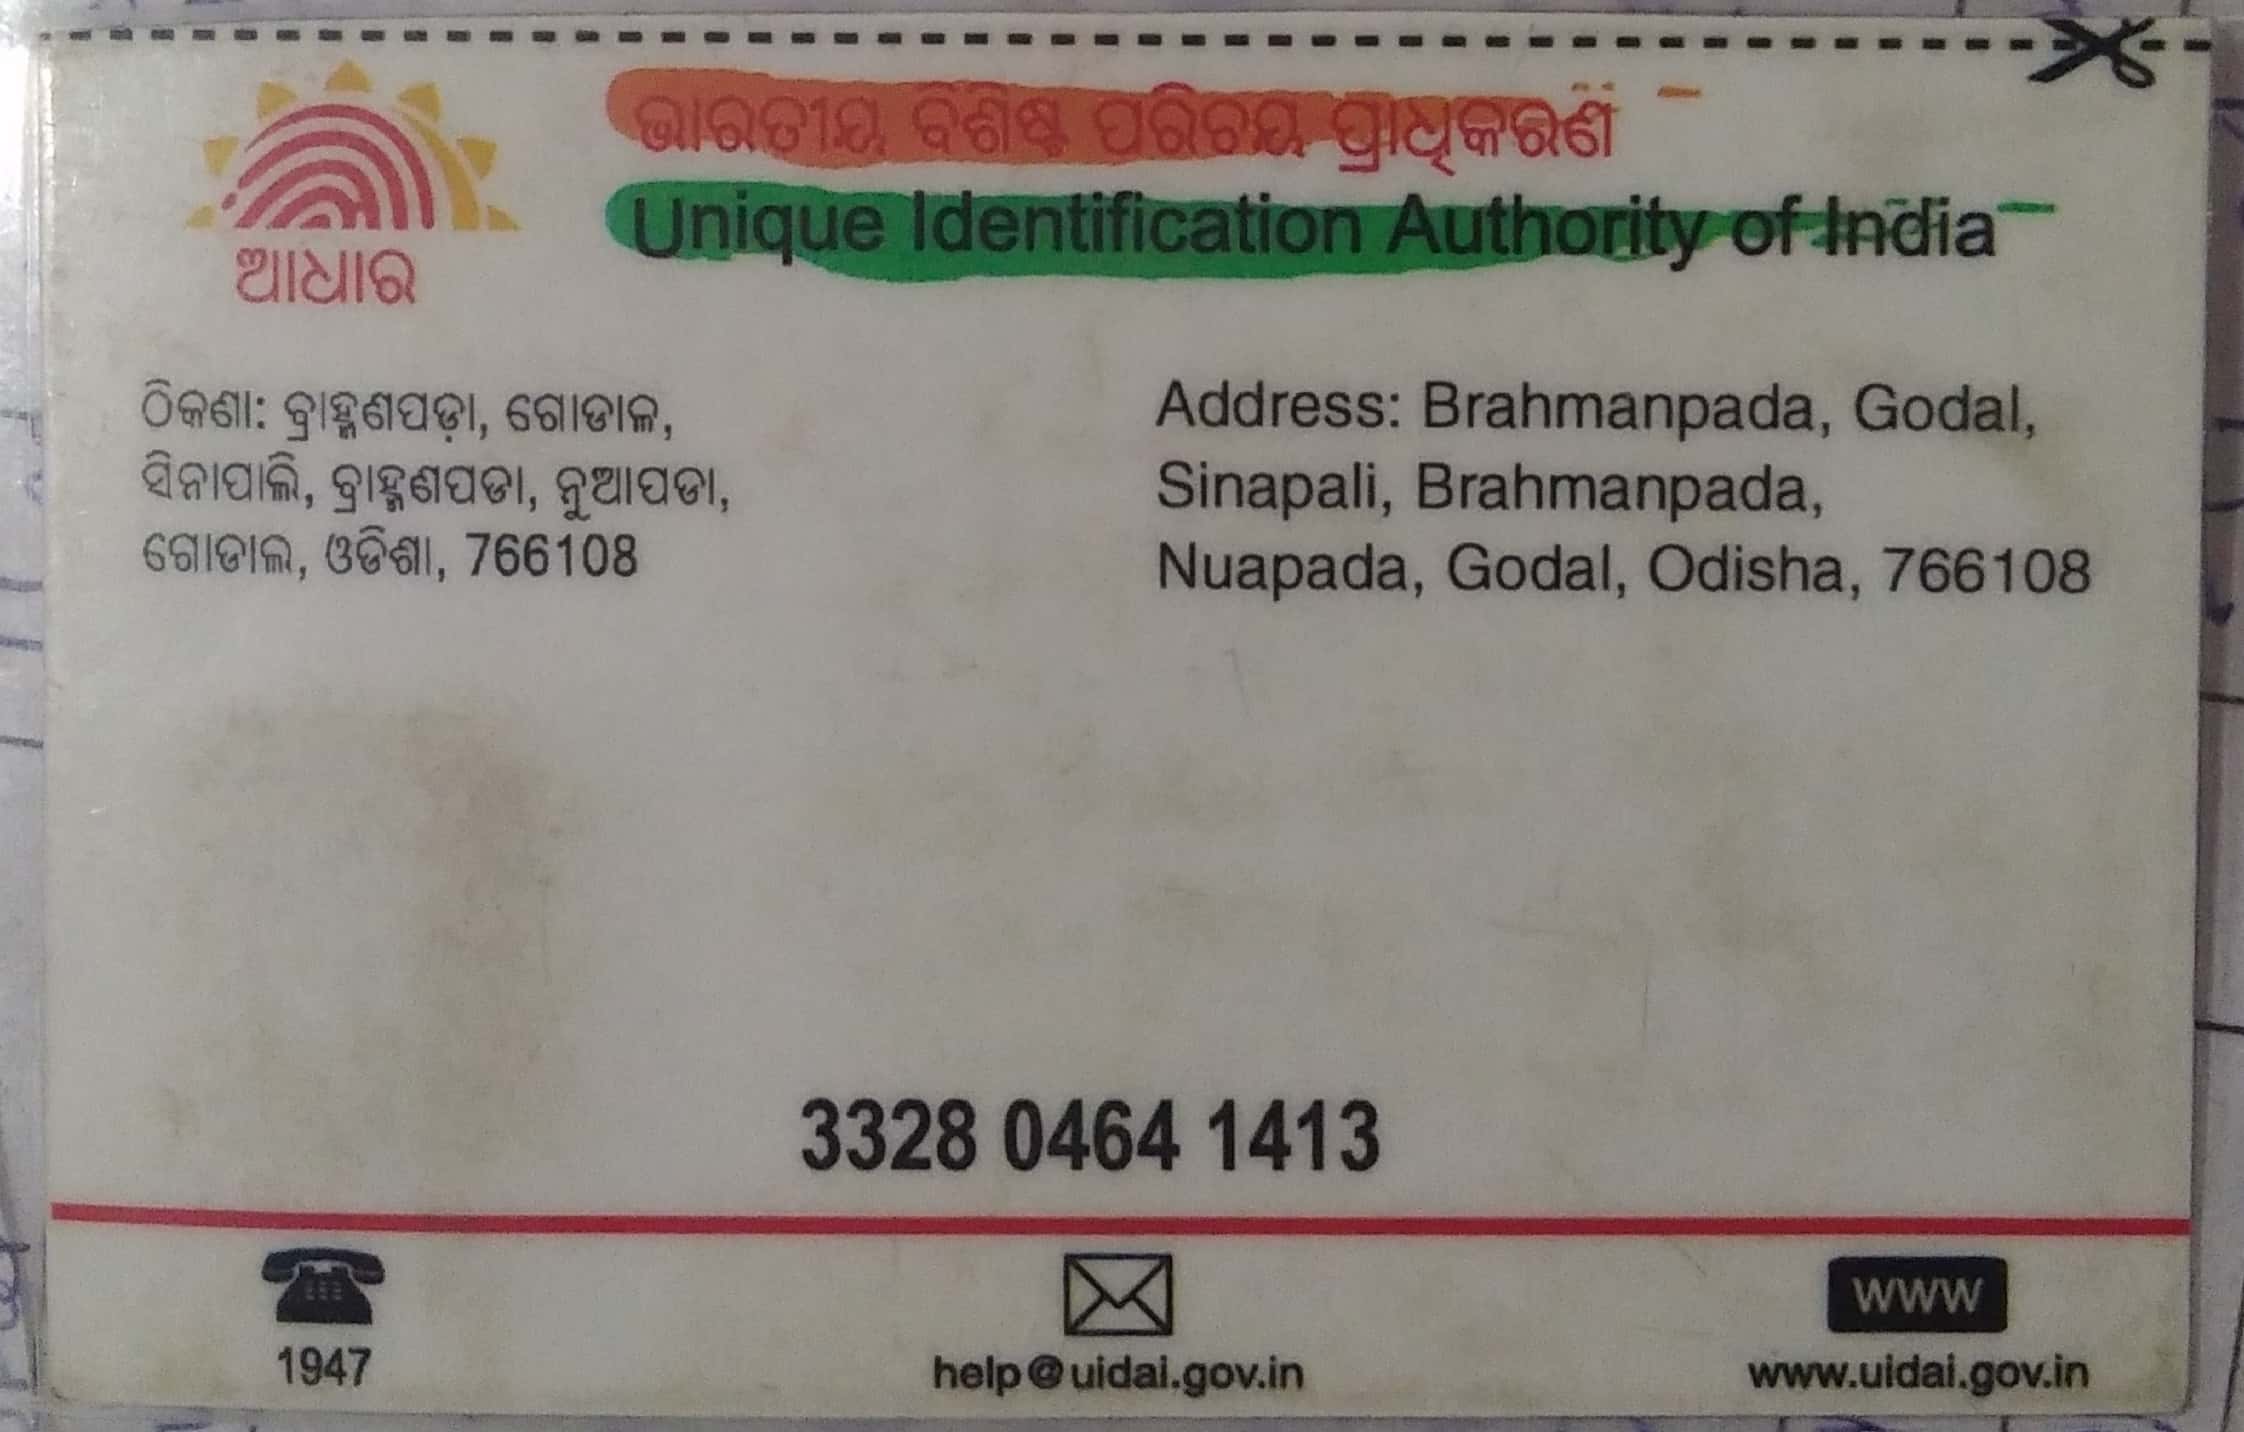 ଭାରତୀୟ ବିଶିଷ୍ଟ ପରିଚୟ ପ୍ରାଧିକରଣ
Unique Identification Authority of India
ଆଧାର
ଠିକଣା: ବ୍ରାହ୍ମଣପଡ଼ା, ଗୋଡାଳ,
ସିନାପାଲି, ବ୍ରାହ୍ମଣପଡା, ନୁଆପଡା,
ଗୋଡାଲ, ଓଡିଶା, 766108
Address: Brahmanpada, Godal,
Sinapali, Brahmanpada,
Nuapada, Godal, Odisha, 766108
3328 0464 1413
1947
help@uidai.gov.in
www
www.uidai.gov.in